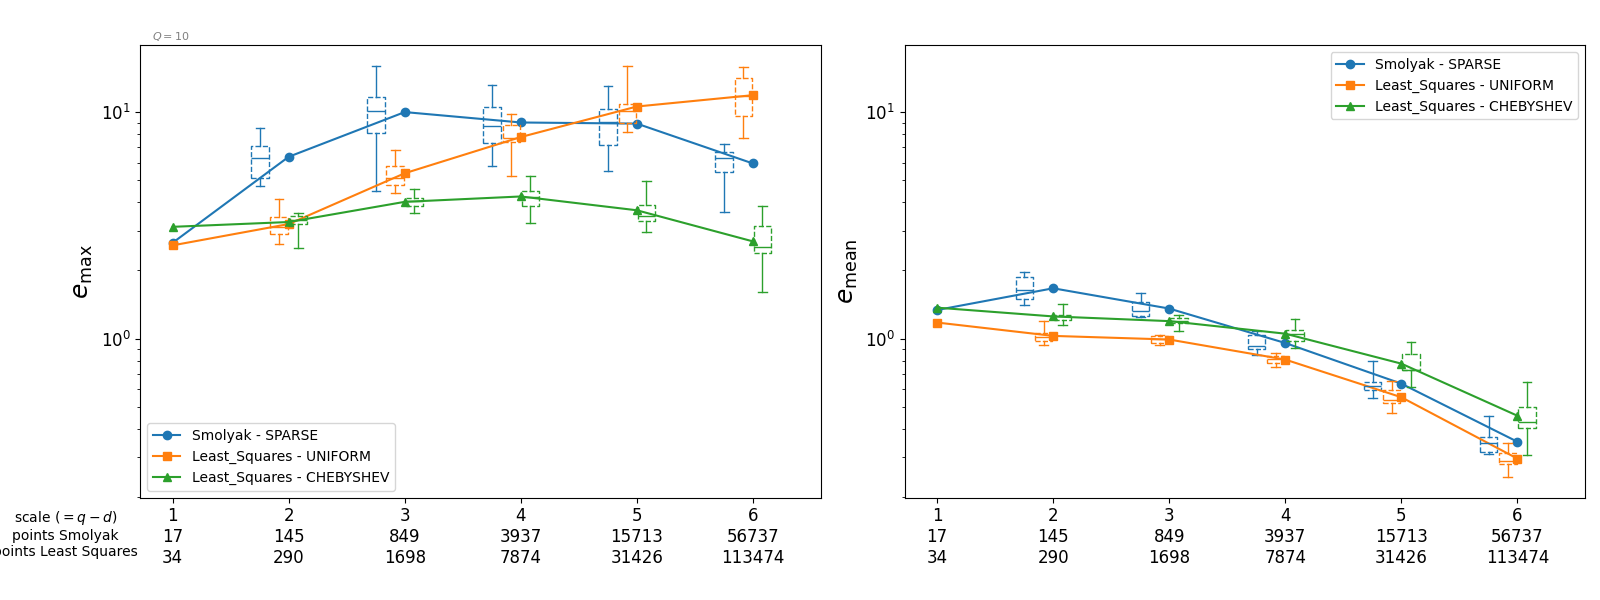 Q = 10
10¹
10⁰
e_max
Smolyak - SPARSE
Least_Squares - UNIFORM
Least_Squares - CHEBYSHEV
10¹
10⁰
e_mean
Smolyak - SPARSE
Least_Squares - UNIFORM
Least_Squares - CHEBYSHEV
scale (= q − d) 1 2 3 4 5 6 1 2 3 4 5 6
points Smolyak 17 145 849 3937 15713 56737 17 145 849 3937 15713 56737
oints Least Squares 34 290 1698 7874 31426 113474 34 290 1698 7874 31426 113474